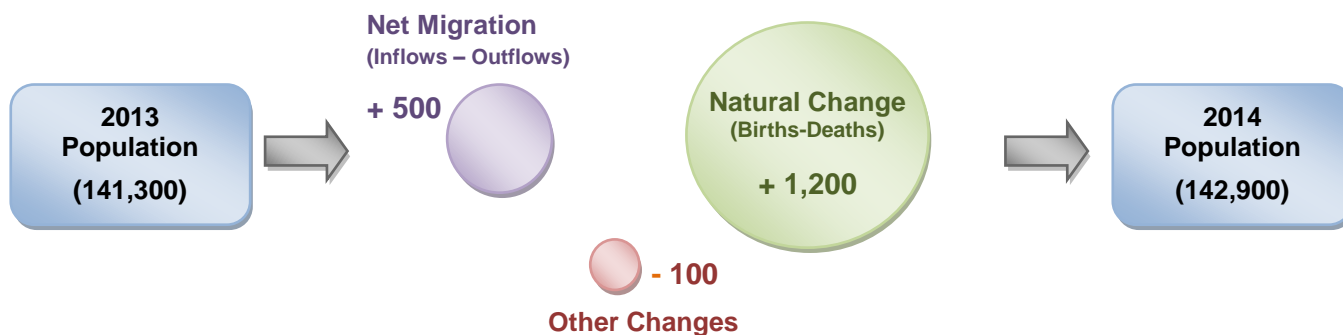 2013
Population
(141,300)
Net Migration
(Inflows – Outflows)
+ 500
Natural Change
(Births-Deaths)
+ 1,200
- 100
Other Changes
2014
Population
(142,900)